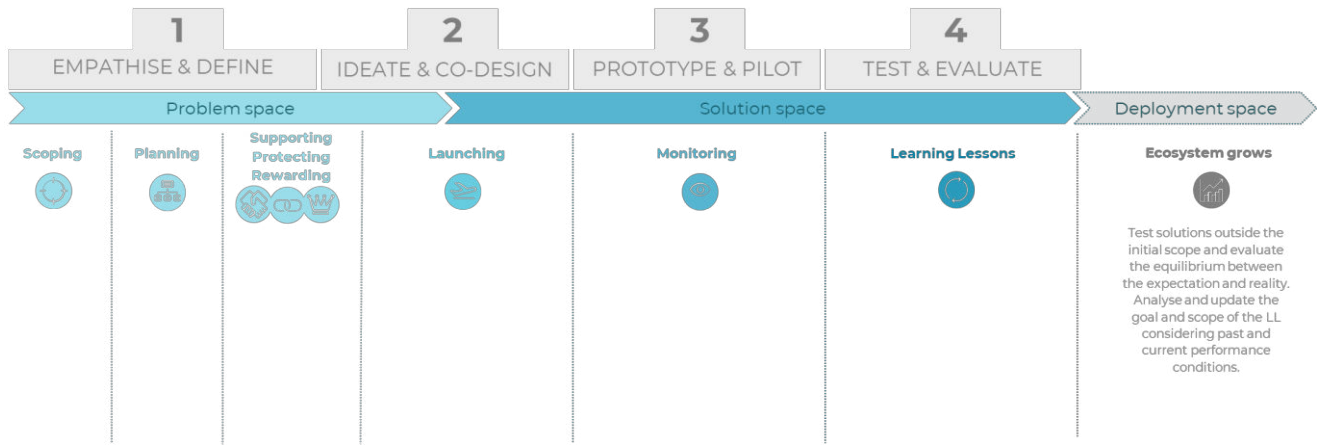 1
2
3
4
EMPATHISE & DEFINE
IDEATE & CO-DESIGN
PROTOTYPE & PILOT
TEST & EVALUATE
Problem space
Solution space
Deployment space
Scoping
Planning
Supporting
Protecting
Rewarding
Launching
Monitoring
Learning Lessons
Ecosystem grows
Test solutions outside the
initial scope and evaluate
the equilibrium between
the expectation and reality.
Analyse and update the
goal and scope of the LL
considering past and
current performance
conditions.